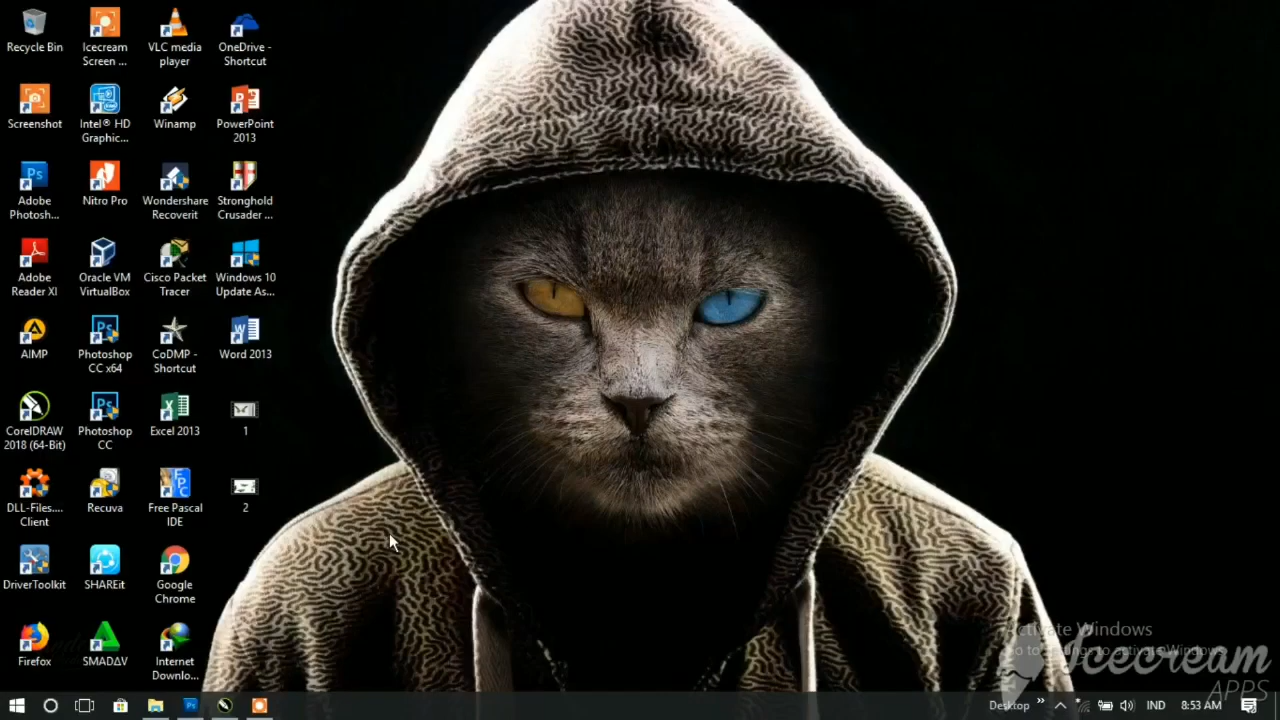 Recycle Bin
Icecream
Screen ...
VLC media
player
OneDrive -
Shortcut
Screenshot
Intel® HD
Graphic...
Winamp
PowerPoint
2013
Adobe
Photosh...
Nitro Pro
Wondershare
Recoverit
Stronghold
Crusader ...
Adobe
Reader XI
Oracle VM
VirtualBox
Cisco Packet
Tracer
Windows 10
Update As...
AIMP
Photoshop
CC x64
CoDMP -
Shortcut
Word 2013
CorelDRAW
2018 (64-Bit)
Photoshop
CC
Excel 2013
1
DLL-Files....
Client
Recuva
Free Pascal
IDE
2
DriverToolkit
SHAREit
Google
Chrome
Firefox
SMADΔV
Internet
Downlo...
Activate Windows
Go to Settings to activate Windows.
Icecream
APPS
Desktop
IND
8:53 AM